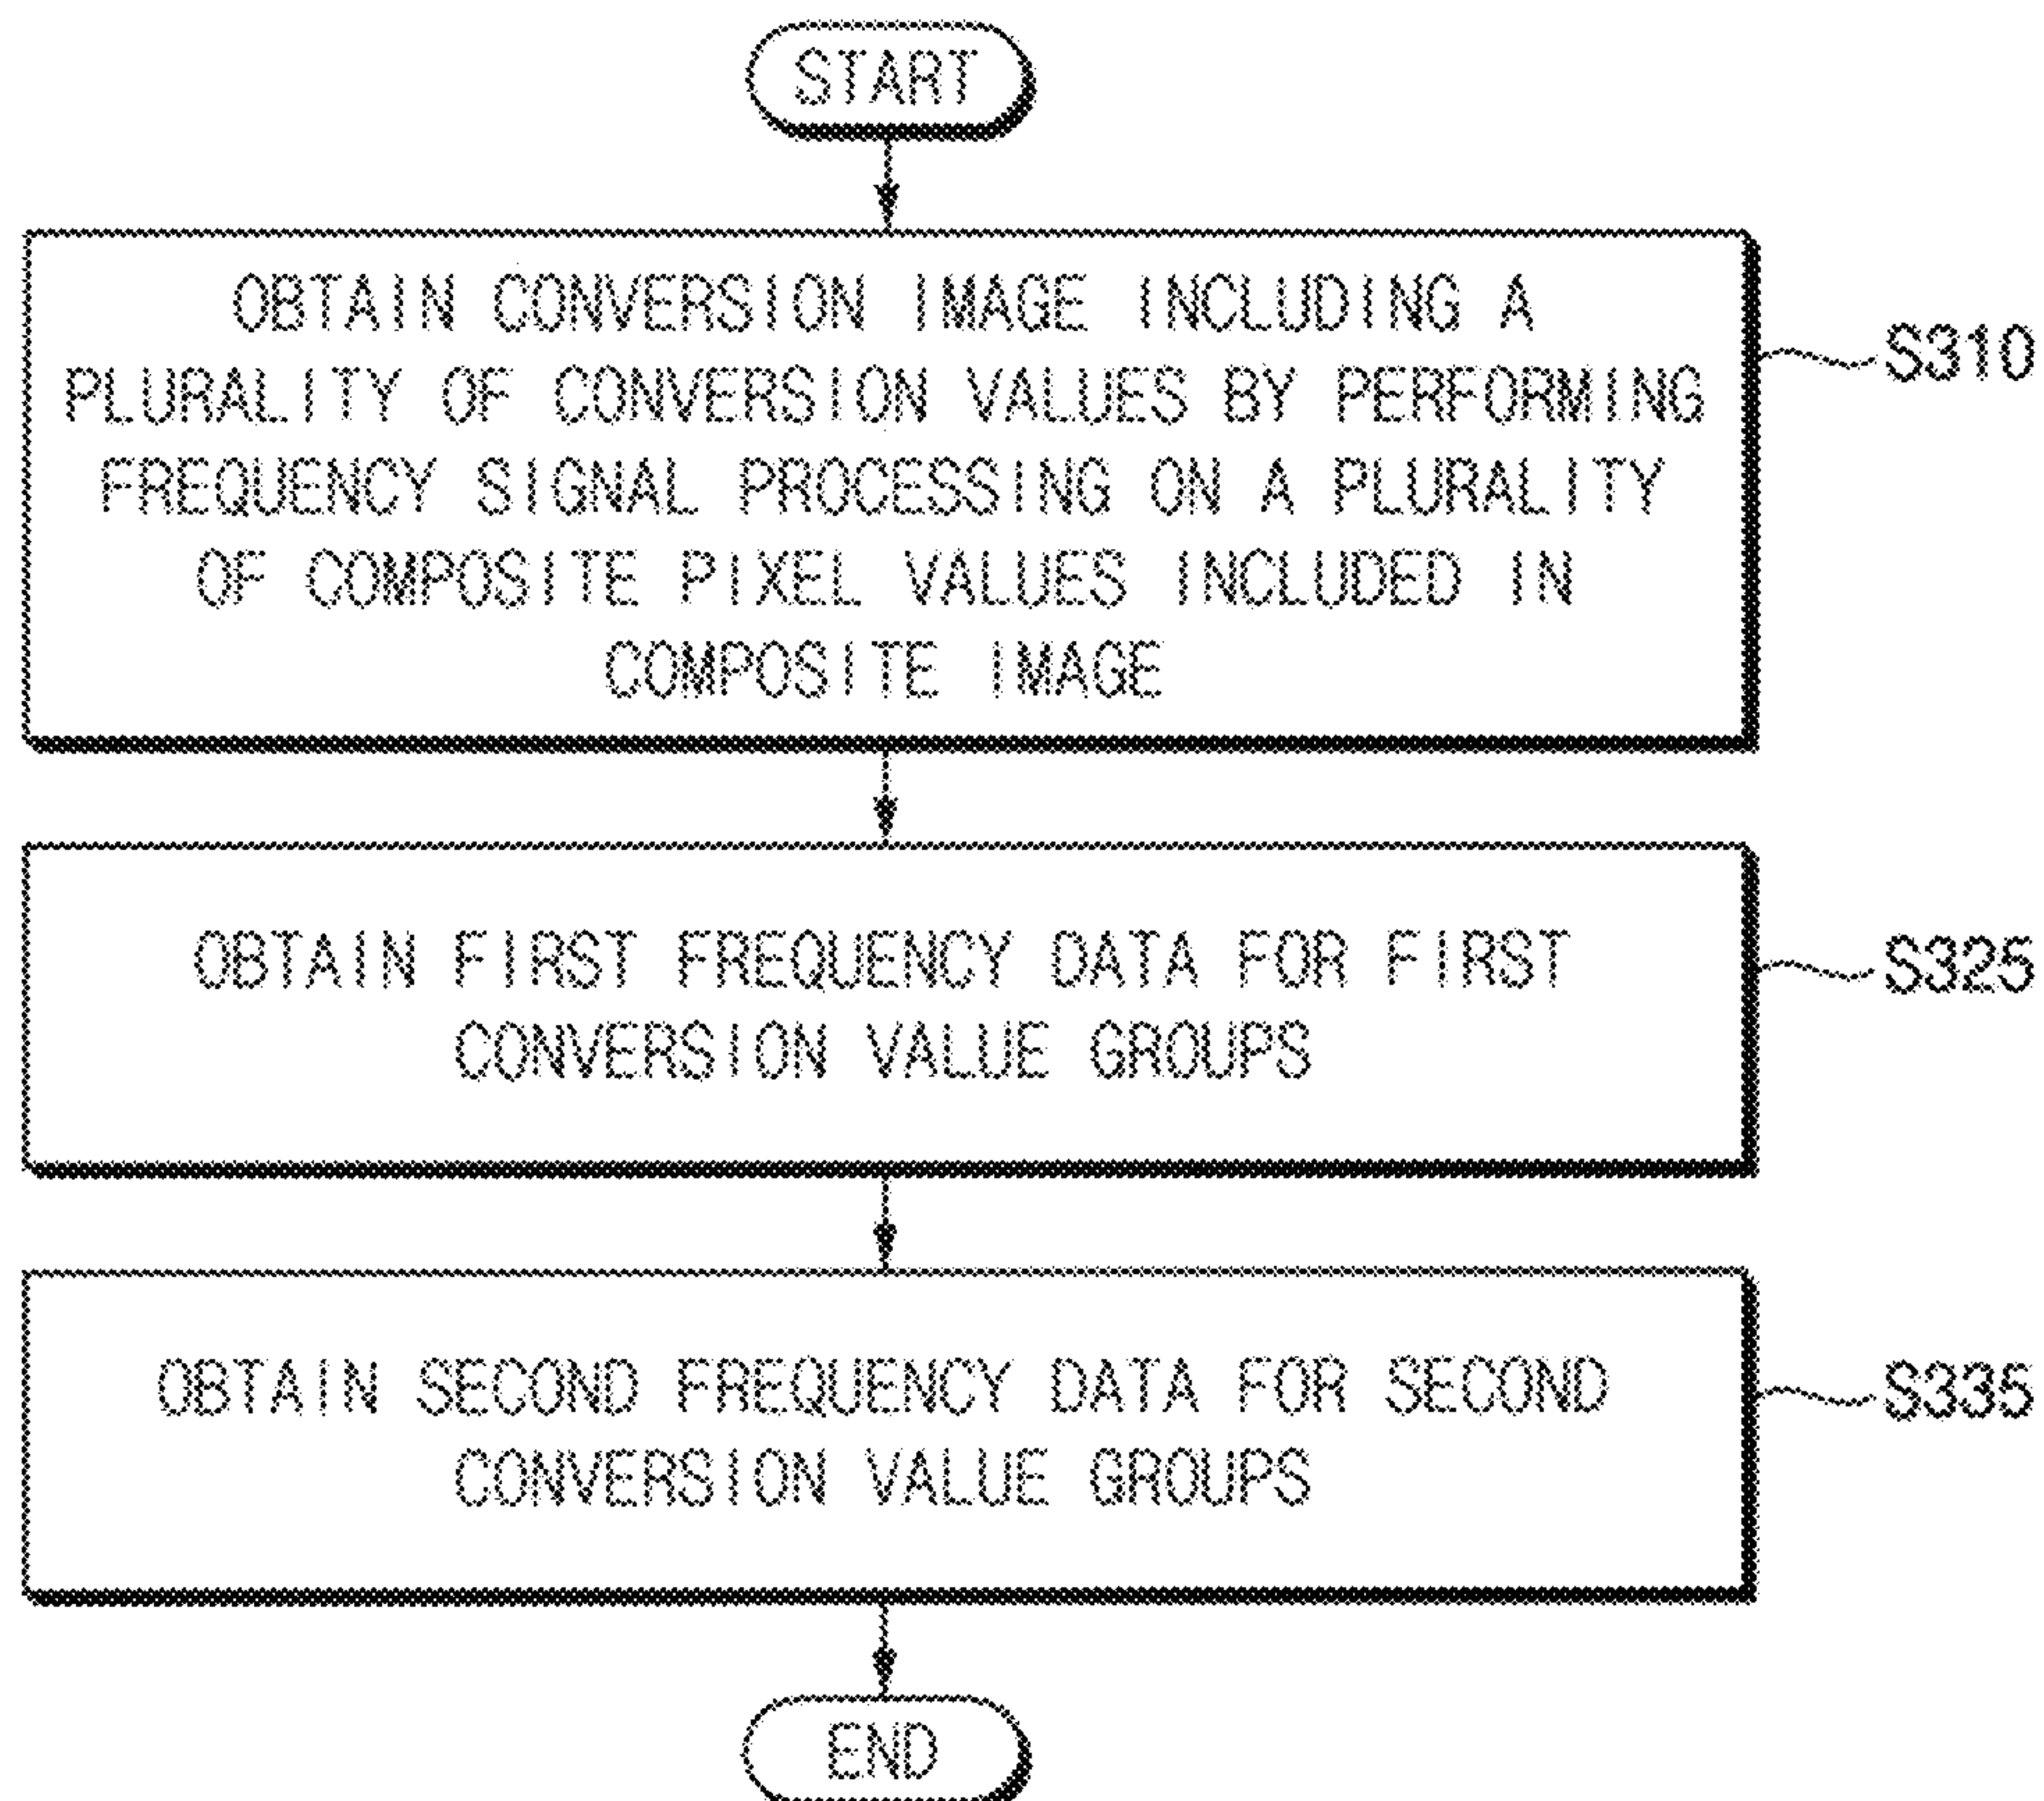 START
OBTAIN CONVERSION IMAGE INCLUDING A
PLURALITY OF CONVERSION VALUES BY PERFORMING
FREQUENCY SIGNAL PROCESSING ON A PLURALITY
OF COMPOSITE PIXEL VALUES INCLUDED IN
COMPOSITE IMAGE
S310
OBTAIN FIRST FREQUENCY DATA FOR FIRST
CONVERSION VALUE GROUPS
S325
OBTAIN SECOND FREQUENCY DATA FOR SECOND
CONVERSION VALUE GROUPS
S335
END